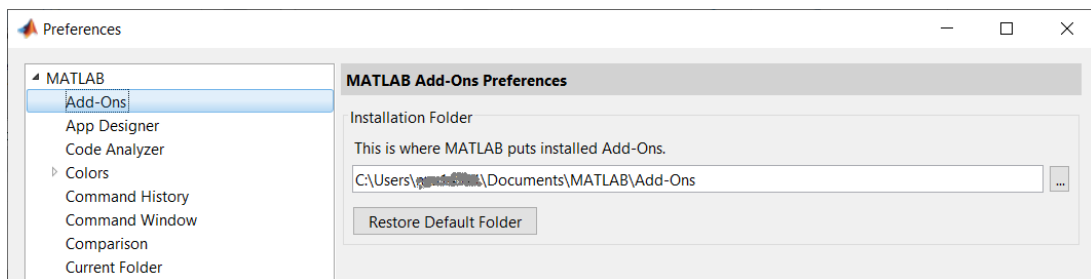 Preferences
MATLAB
Add-Ons
App Designer
Code Analyzer
Colors
Command History
Command Window
Comparison
Current Folder
MATLAB Add-Ons Preferences
Installation Folder
This is where MATLAB puts installed Add-Ons.
C:\Users\ \Documents\MATLAB\Add-Ons
...
Restore Default Folder